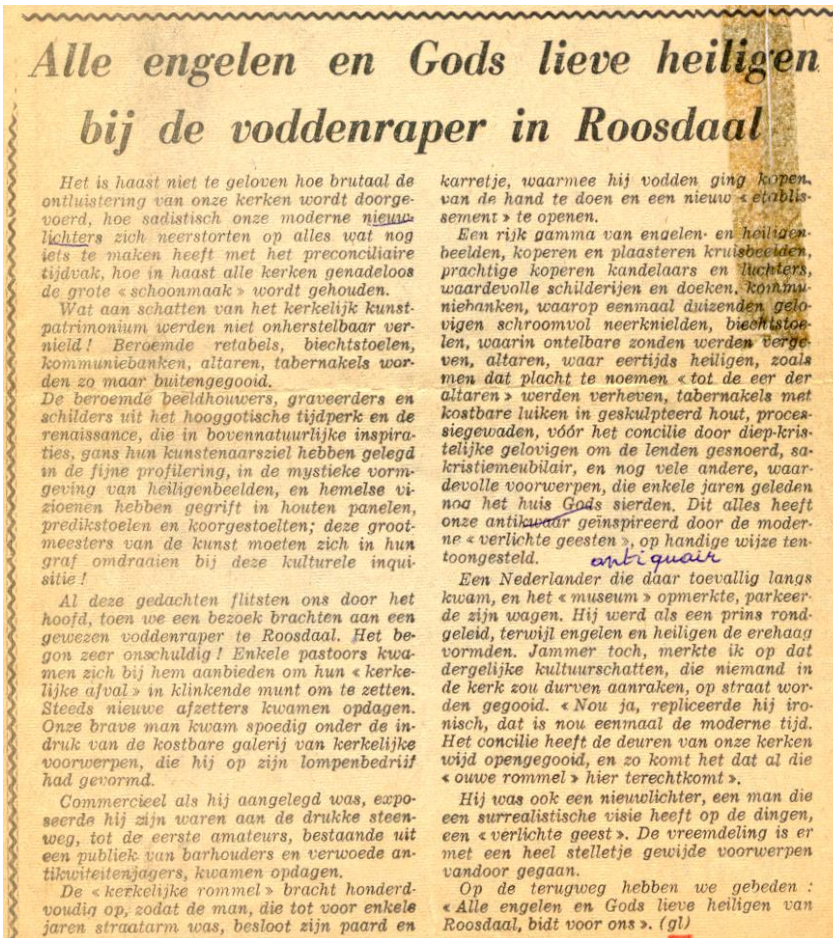 Alle engelen en Gods lieve heiligen
bij de voddenraper in Roosdaal
Het is haast niet te geloven hoe brutaal de
ontluistering van onze kerken wordt doorge-
voerd, hoe sadistisch onze moderne nieuw-
lichters zich neerstorten op alles wat nog
iets te maken heeft met het preconciliaire
tijdvak, hoe in haast alle kerken genadeloos
de grote « schoonmaak » wordt gehouden.
Wat aan schatten van het kerkelijk kunst-
patrimonium werden niet onherstelbaar ver-
nield ! Beroemde retabels, biechtstoelen,
kommuniebanken, altaren, tabernakels wor-
den zo maar buitengegooid.
De beroemde beeldhouwers, graveerders en
schilders uit het hooggotische tijdperk en de
renaissance, die in bovennatuurlijke inspira-
ties, gans hun kunstenaarsziel hebben gelegd
in de fijne profilering, in de mystieke vorm-
geving van heiligenbeelden, en hemelse vi-
zioenen hebben gegrift in houten panelen,
predikstoelen en koorgestoelten; deze groot-
meesters van de kunst moeten zich in hun
graf omdraaien bij deze kulturele inqui-
sitie !
Al deze gedachten flitsten ons door het
hoofd, toen we een bezoek brachten aan een
gewezen voddenraper te Roosdaal. Het be-
gon zeer onschuldig ! Enkele pastoors kwa-
men zich bij hem aanbieden om hun « kerke-
lijke afval » in klinkende munt om te zetten.
Steeds nieuwe afzetters kwamen opdagen.
Onze brave man kwam spoedig onder de in-
druk van de kostbare galerij van kerkelijke
voorwerpen, die hij op zijn lompenbedrijf
had gevormd.
Commercieel als hij aangelegd was, expo-
seerde hij zijn waren aan de drukke steen-
weg, tot de eerste amateurs, bestaande uit
een publiek van barhouders en verwoede an-
tikwiteitenjagers, kwamen opdagen.
De « kerkelijke rommel » bracht honderd-
voudig op, zodat de man, die tot voor enkele
jaren straatarm was, besloot zijn paard en
karretje, waarmee hij vodden ging kopen,
van de hand te doen en een nieuw « etablis-
sement » te openen.
Een rijk gamma van engelen- en heiligen-
beelden, koperen en plaasteren kruisbeelden,
prachtige koperen kandelaars en luchters,
waardevolle schilderijen en doeken, kommu-
niebanken, waarop eenmaal duizenden gelo-
vigen schroomvol neerknielden, biechtstoe-
len, waarin ontelbare zonden werden verge-
ven, altaren, waar eertijds heiligen, zoals
men dat placht te noemen « tot de eer der
altaren » werden verheven, tabernakels met
kostbare luiken in geskulpteerd hout, proces-
siegewaden, vóór het concilie door diep-kris-
telijke gelovigen om de lenden gesnoerd, sa-
kristiemeubilair, en nog vele andere, waar-
devolle voorwerpen, die enkele jaren geleden
nog het huis Gods sierden. Dit alles heeft
onze antikwaar geïnspireerd door de moder-
ne « verlichte geesten », op handige wijze ten-
toongesteld.
antiquair
Een Nederlander die daar toevallig langs
kwam, en het « museum » opmerkte, parkeer-
de zijn wagen. Hij werd als een prins rond-
geleid, terwijl engelen en heiligen de erehaag
vormden. Jammer toch, merkte ik op dat
dergelijke kultuurschatten, die niemand in
de kerk zou durven aanraken, op straat wor-
den gegooid. « Nou ja, repliceerde hij iro-
nisch, dat is nou eenmaal de moderne tijd.
Het concilie heeft de deuren van onze kerken
wijd opengegooid, en zo komt het dat al die
« ouwe rommel » hier terechtkomt ».
Hij was ook een nieuwlichter, een man die
een surrealistische visie heeft op de dingen,
een « verlichte geest ». De vreemdeling is er
met een heel stelletje gewijde voorwerpen
vandoor gegaan.
Op de terugweg hebben we gebeden :
« Alle engelen en Gods lieve heiligen van
Roosdaal, bidt voor ons ». (gl)